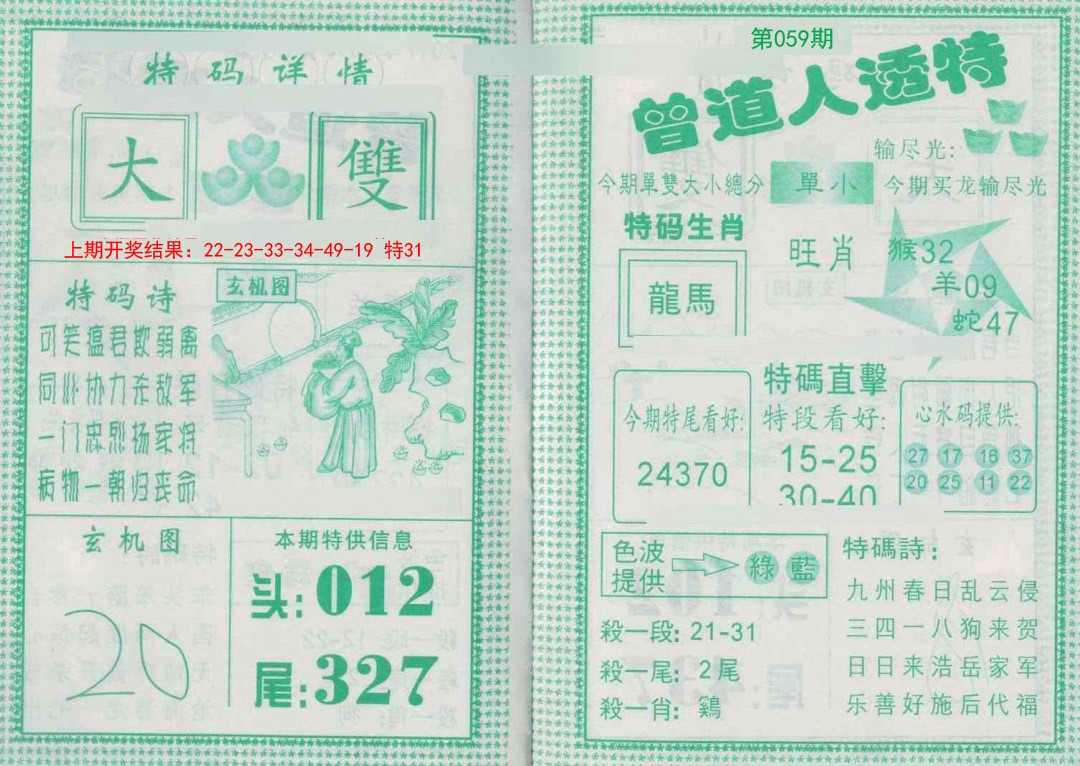 特码详情
大 雙
上期开奖结果：22-23-33-34-49-19 特31
特码诗
可笑瘟君欺弱禽
同心协力杀敌军
一门忠烈杨家将
病物一朝归丧命
玄机图
玄机图
20
本期特供信息
头:012
尾:327
第059期
曾道人透特
输尽光:
今期單雙大小總分 單小 今期买龙输尽光
特码生肖
龍馬
旺肖
猴32
羊09
蛇47
今期特尾看好:
24370
特碼直擊
特段看好:
15-25
30-40
心水码提供:
27 17 16 37
20 25 11 22
色波
提供
綠 藍
殺一段: 21-31
殺一尾: 2尾
殺一肖: 鷄
特碼詩:
九州春日乱云侵
三四一八狗来贺
日日来浩岳家军
乐善好施后代福